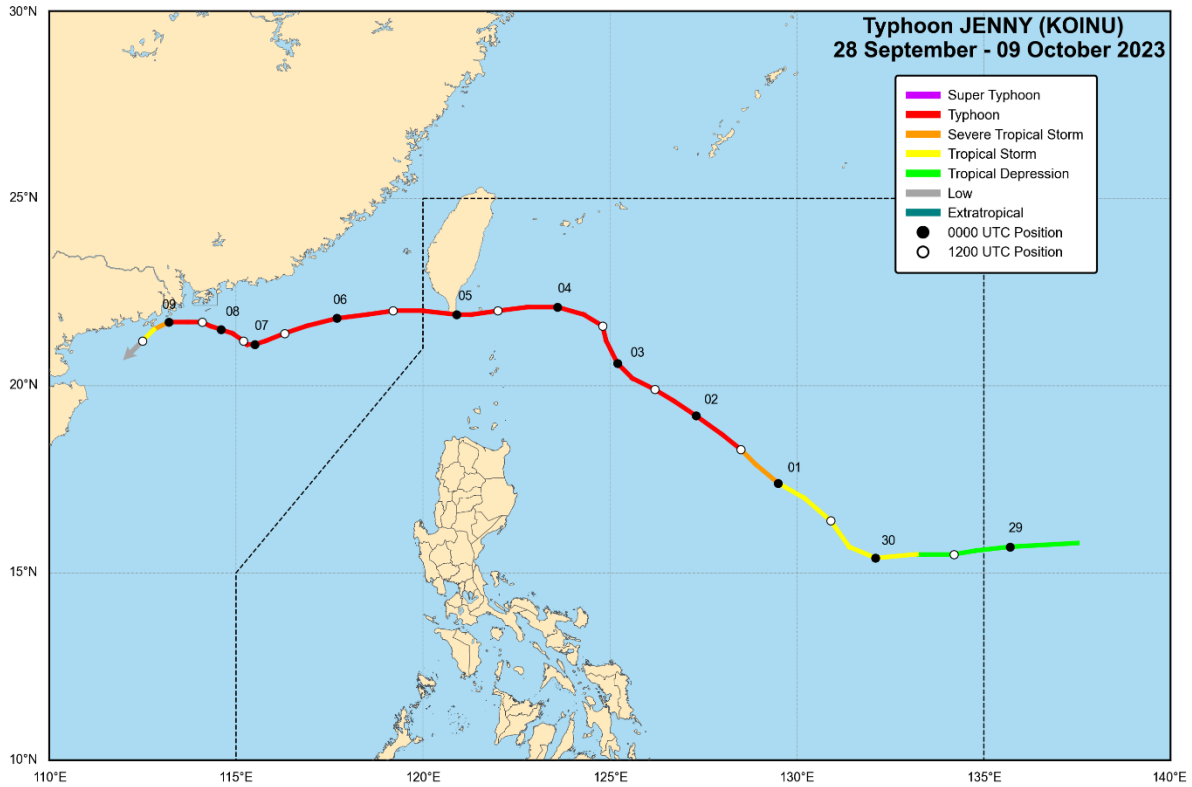 Typhoon JENNY (KOINU)
28 September - 09 October 2023
Super Typhoon
Typhoon
Severe Tropical Storm
Tropical Storm
Tropical Depression
Low
Extratropical
0000 UTC Position
1200 UTC Position
30°N
25°N
20°N
15°N
10°N
09
08
07
06
05
04
03
02
01
30
29
110°E
115°E
120°E
125°E
130°E
135°E
140°E